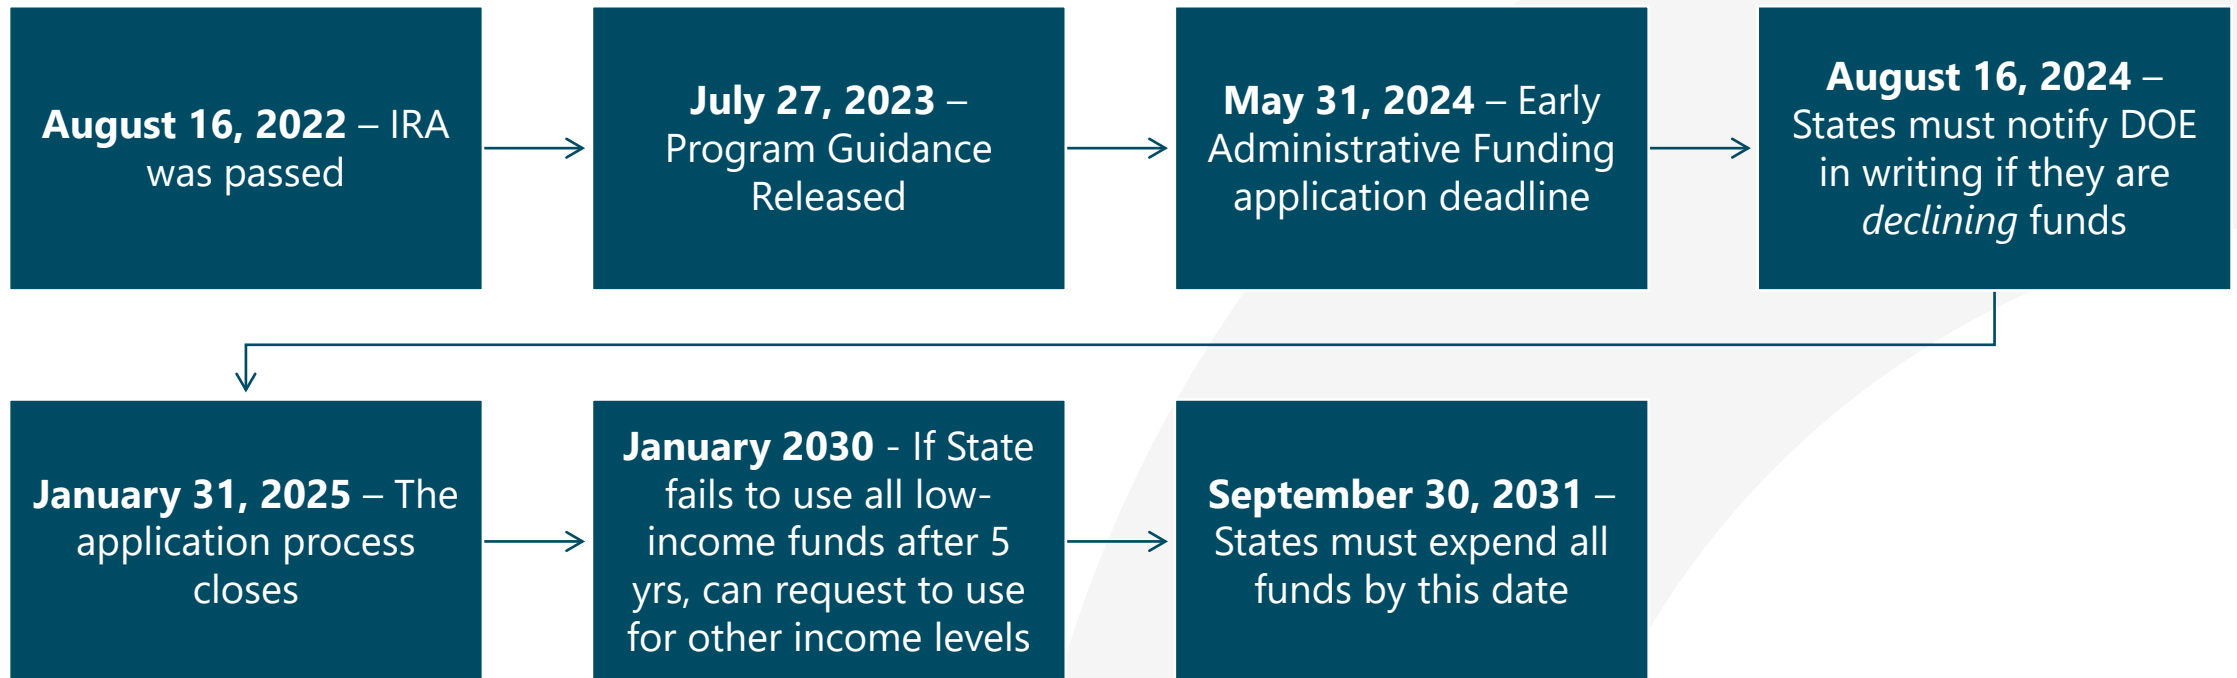 August 16, 2022 – IRA
was passed
July 27, 2023 –
Program Guidance
Released
May 31, 2024 – Early
Administrative Funding
application deadline
August 16, 2024 –
States must notify DOE
in writing if they are
declining funds
January 31, 2025 – The
application process
closes
January 2030 - If State
fails to use all low-
income funds after 5
yrs, can request to use
for other income levels
September 30, 2031 –
States must expend all
funds by this date